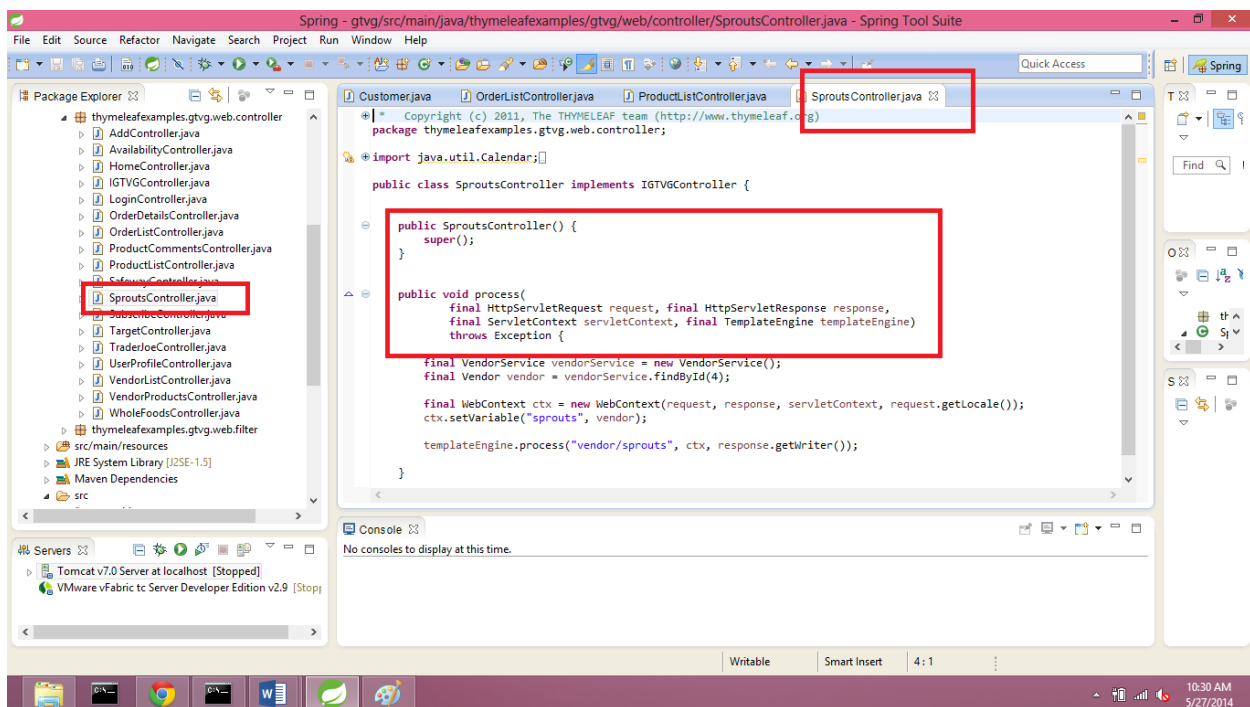 Spring - gtvg/src/main/java/thymeleafexamples/gtvg/web/controller/SproutsController.java - Spring Tool Suite
File Edit Source Refactor Navigate Search Project Run Window Help
Quick Access
Spring
Package Explorer
thymeleafexamples.gtvg.web.controller
AddController.java
AvailabilityController.java
HomeController.java
IGTVGController.java
LoginController.java
OrderDetailsController.java
OrderListController.java
ProductCommentsController.java
ProductListController.java
SafewayController.java
SproutsController.java
SubscribeController.java
TargetController.java
TraderJoeController.java
UserProfileController.java
VendorListController.java
VendorProductsController.java
WholeFoodsController.java
thymeleafexamples.gtvg.web.filter
src/main/resources
JRE System Library [J2SE-1.5]
Maven Dependencies
src
Customer.java OrderListController.java ProductListController.java SproutsController.java
* Copyright (c) 2011, The THYMELEAF team (http://www.thymeleaf.org)
package thymeleafexamples.gtvg.web.controller;
import java.util.Calendar;
public class SproutsController implements IGTVGController {
public SproutsController() {
super();
}
public void process(
final HttpServletRequest request, final HttpServletResponse response,
final ServletContext servletContext, final TemplateEngine templateEngine)
throws Exception {
final VendorService vendorService = new VendorService();
final Vendor vendor = vendorService.findById(4);
final WebContext ctx = new WebContext(request, response, servletContext, request.getLocale());
ctx.setVariable("sprouts", vendor);
templateEngine.process("vendor/sprouts", ctx, response.getWriter());
}
T
Find
O
th
S
Servers
Tomcat v7.0 Server at localhost [Stopped]
VMware vFabric tc Server Developer Edition v2.9 [Stop
Console
No consoles to display at this time.
Writable Smart Insert 4 : 1
10:30 AM
5/27/2014